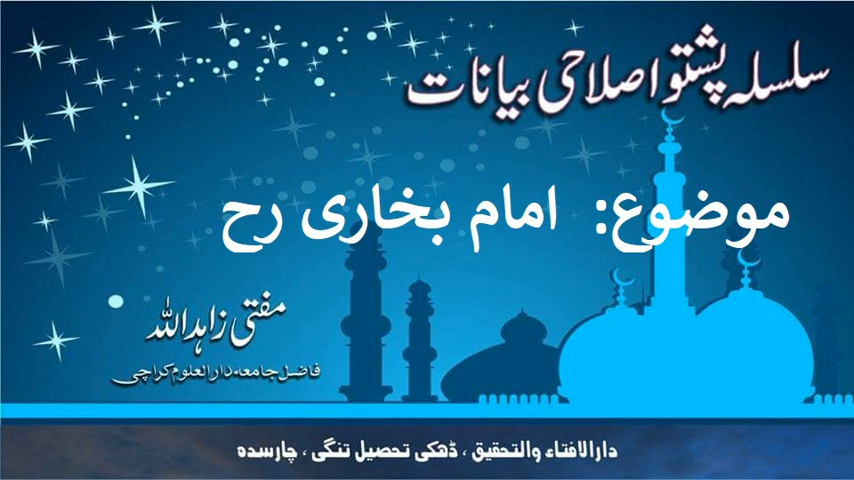 سلسلہ پشتو اصلاحی بیانات
موضوع: امام بخاری رح
مفتی زاہداللہ
فاضل جامعہ دارالعلوم کراچی
دارالافتاء والتحقیق ، ڈھکی تحصیل تنگی ، چارسدہ